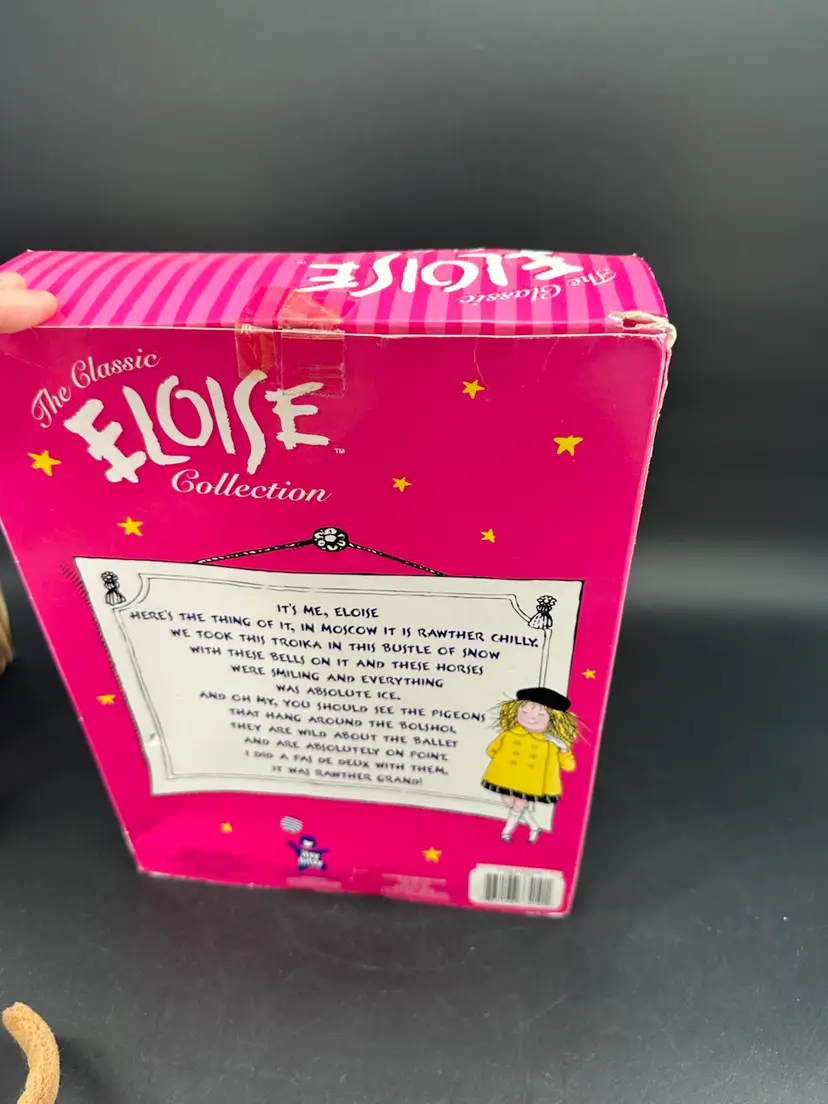 The Classic
ELOISE™
The Classic
ELOISE™
Collection
IT'S ME, ELOISE
HERE'S THE THING OF IT, IN MOSCOW IT IS RAWTHER CHILLY.
WE TOOK THIS TROIKA IN THIS BUSTLE OF SNOW
WITH THESE BELLS ON IT AND THESE HORSES
WERE SMILING AND EVERYTHING
WAS ABSOLUTE ICE.
AND OH MY, YOU SHOULD SEE THE PIGEONS
THAT HANG AROUND THE BOLSHOI,
THEY ARE WILD ABOUT THE BALLET
AND ARE ABSOLUTELY ON POINT.
I DID A PAS DE DEUX WITH THEM.
IT WAS RAWTHER GRAND!